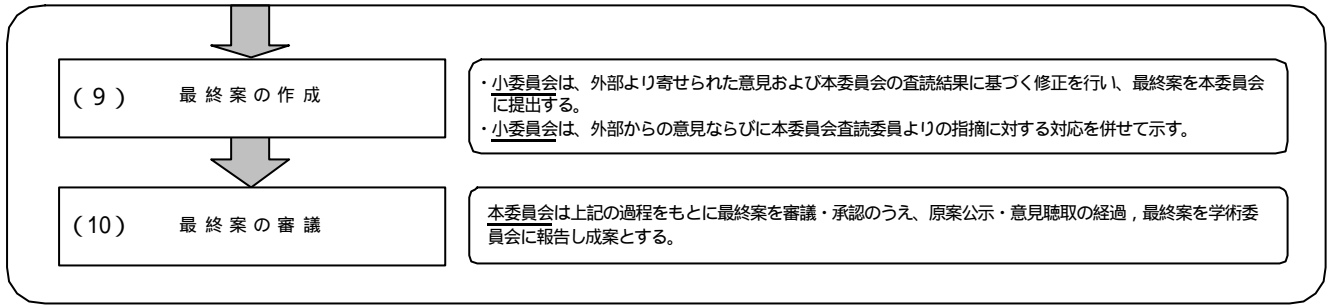 (9) 最終案の作成
・小委員会は、外部より寄せられた意見および本委員会の査読結果に基づく修正を行い、最終案を本委員会
に提出する。
・小委員会は、外部からの意見ならびに本委員会査読委員よりの指摘に対する対応を併せて示す。
(10) 最終案の審議
本委員会は上記の過程をもとに最終案を審議・承認のうえ、原案公示・意見聴取の経過，最終案を学術委
員会に報告し成案とする。